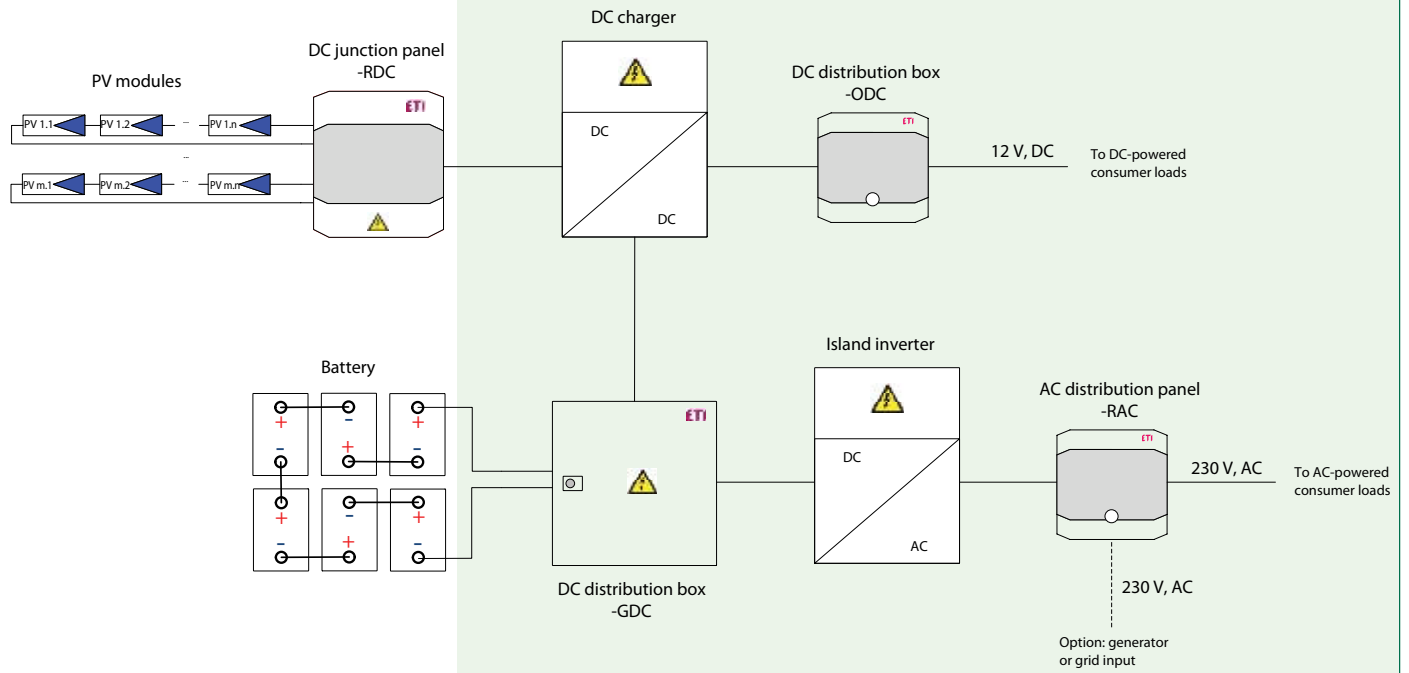 DC charger
DC junction panel
-RDC
PV modules
DC distribution box
-ODC
ETI
ETI
PV 1.1
PV 1.2
...
PV 1.n
DC
12 V, DC
To DC-powered
consumer loads
...
PV m.1
PV m.2
...
PV m.n
DC
Island inverter
Battery
AC distribution panel
-RAC
ETI
ETI
+
-
+
-
+
-
DC
230 V, AC
To AC-powered
consumer loads
+
-
+
-
+
-
AC
DC distribution box
-GDC
230 V, AC
Option: generator
or grid input